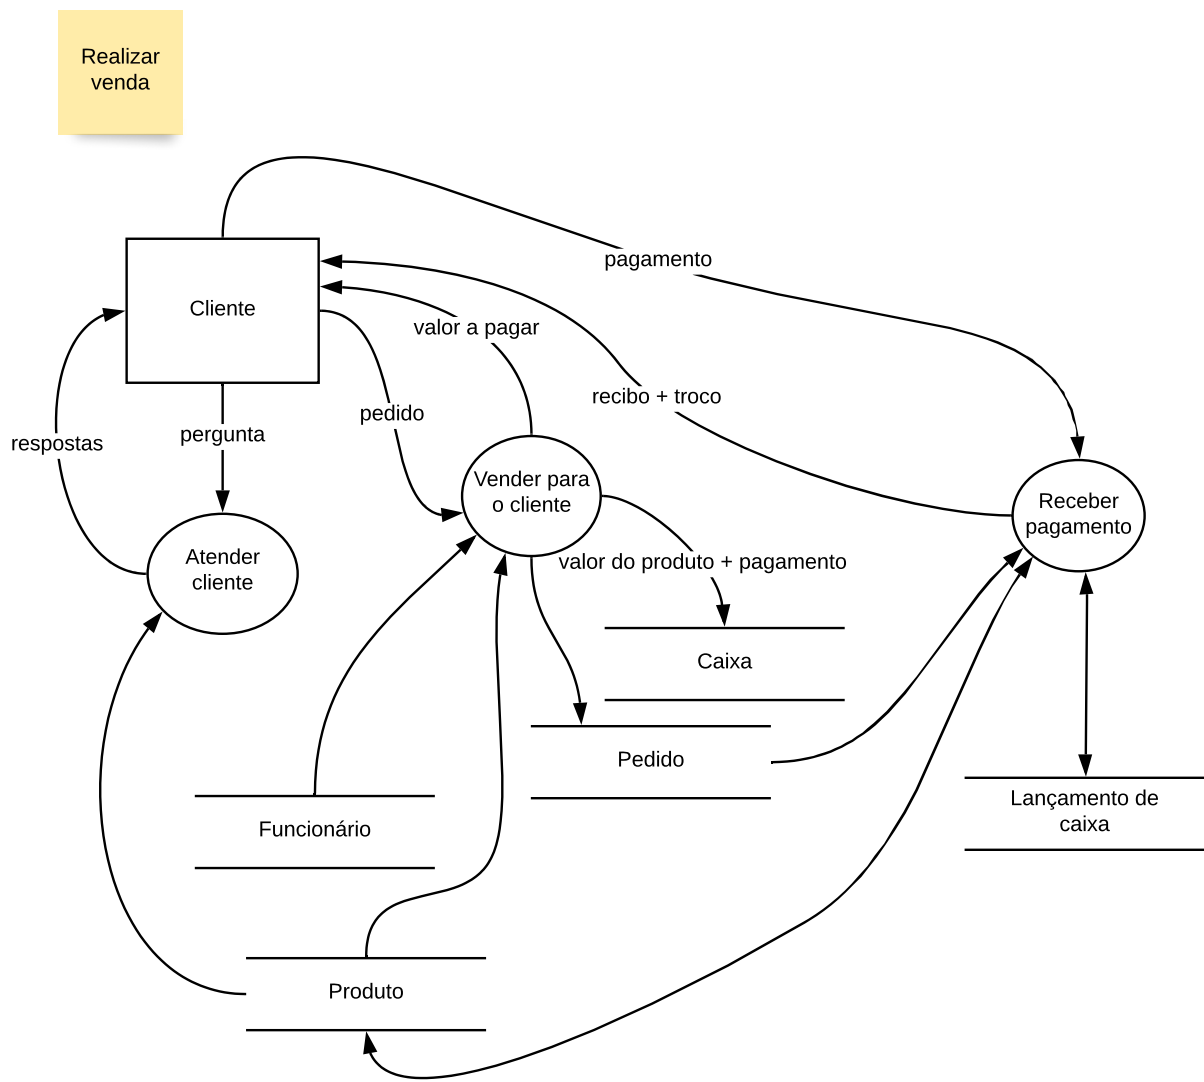 Realizar
venda
pagamento
Cliente
valor a pagar
recibo + troco
pedido
pergunta
respostas
Vender para
o cliente
Receber
pagamento
Atender
cliente
valor do produto + pagamento
Caixa
Pedido
Lançamento de
caixa
Funcionário
Produto